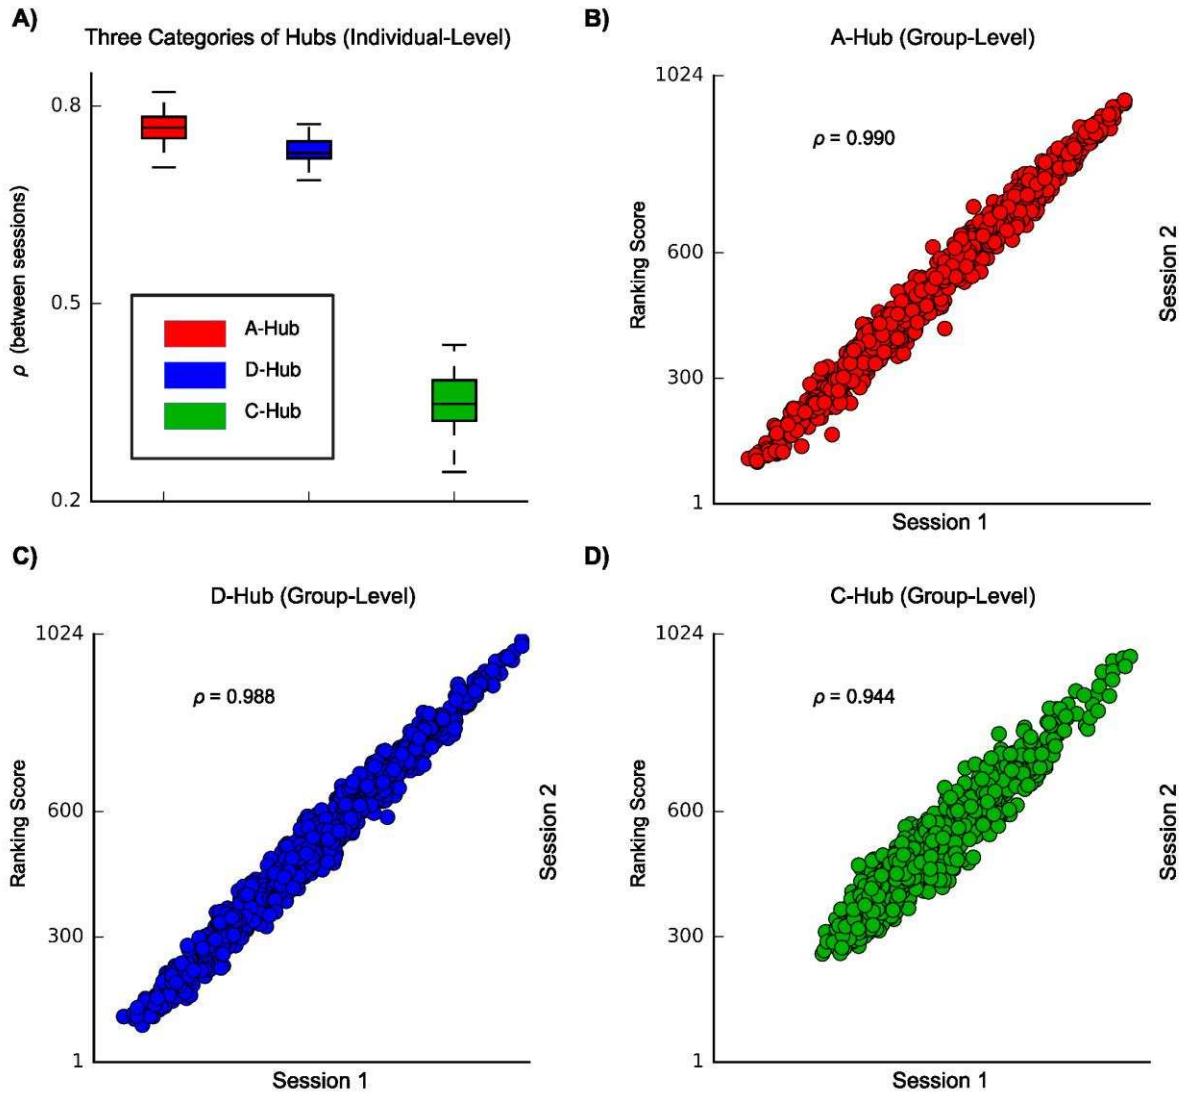 A)
Three Categories of Hubs (Individual-Level)
ρ (between sessions)
0.8
0.5
0.2
A-Hub
D-Hub
C-Hub
B)
A-Hub (Group-Level)
Ranking Score
1024
600
300
1
ρ = 0.990
Session 1
Session 2
C)
D-Hub (Group-Level)
Ranking Score
1024
600
300
1
ρ = 0.988
Session 1
Session 2
D)
C-Hub (Group-Level)
Ranking Score
1024
600
300
1
ρ = 0.944
Session 1
Session 2